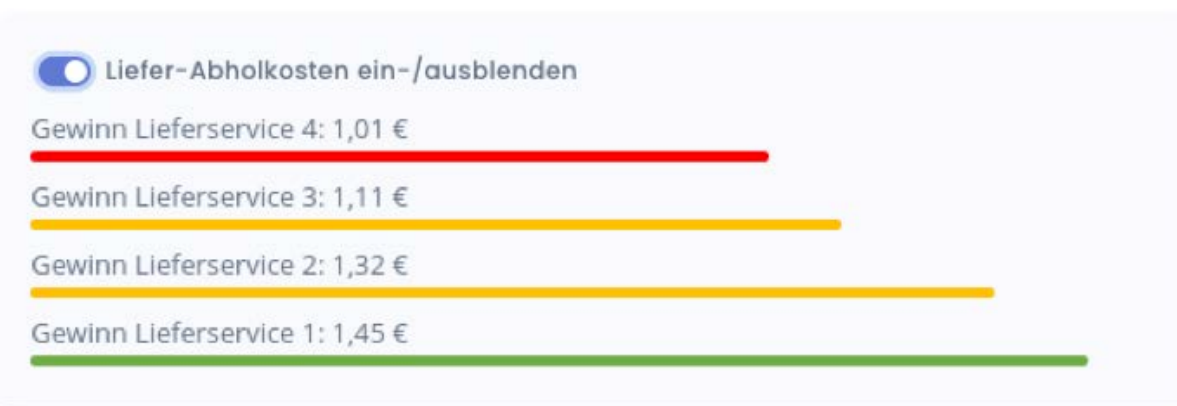 Liefer-Abholkosten ein-/ausblenden
Gewinn Lieferservice 4: 1,01 €
Gewinn Lieferservice 3: 1,11 €
Gewinn Lieferservice 2: 1,32 €
Gewinn Lieferservice 1: 1,45 €